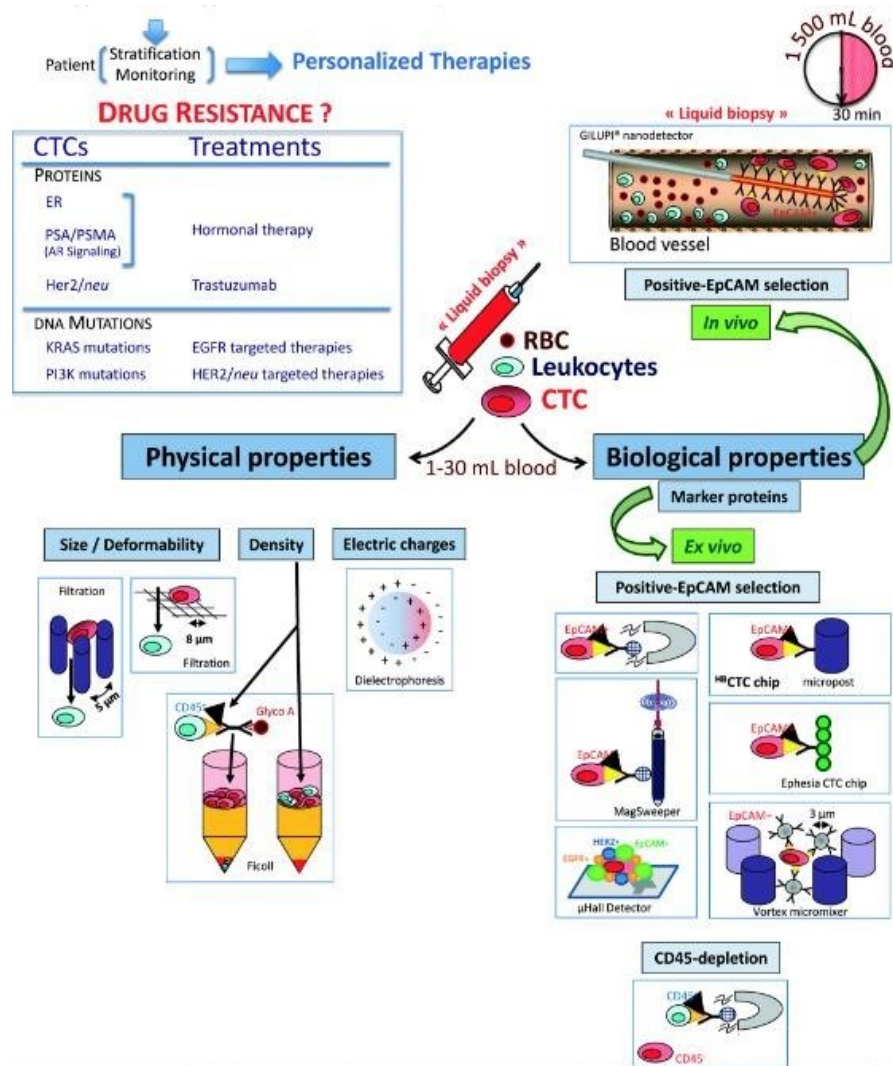 Patient
Stratification
Monitoring
Personalized Therapies
DRUG RESISTANCE ?
CTCs Treatments
PROTEINS
ER
PSA/PSMA
(AR Signaling)
Hormonal therapy
Her2/neu Trastuzumab
DNA MUTATIONS
KRAS mutations EGFR targeted therapies
PI3K mutations HER2/neu targeted therapies
1 500 mL blood
30 min
« Liquid biopsy »
GILUPI® nanodetector
EpCAM+
Blood vessel
Positive-EpCAM selection
In vivo
« Liquid biopsy »
RBC
Leukocytes
CTC
Physical properties
1-30 mL blood
Biological properties
Marker proteins
Ex vivo
Positive-EpCAM selection
Size / Deformability
Density
Electric charges
Filtration
5 µm
8 µm
Filtration
Dielectrophoresis
CD45+
Glyco A
Ficoll
EpCAM+
EpCAM+
HBCTC chip
micropost
EpCAM+
MagSweeper
EpCAM+
Ephesia CTC chip
HER2+
EpCAM+
EGFR+
µHall Detector
EpCAM+
3 µm
Vortex micromixer
CD45-depletion
CD45+
CD45-